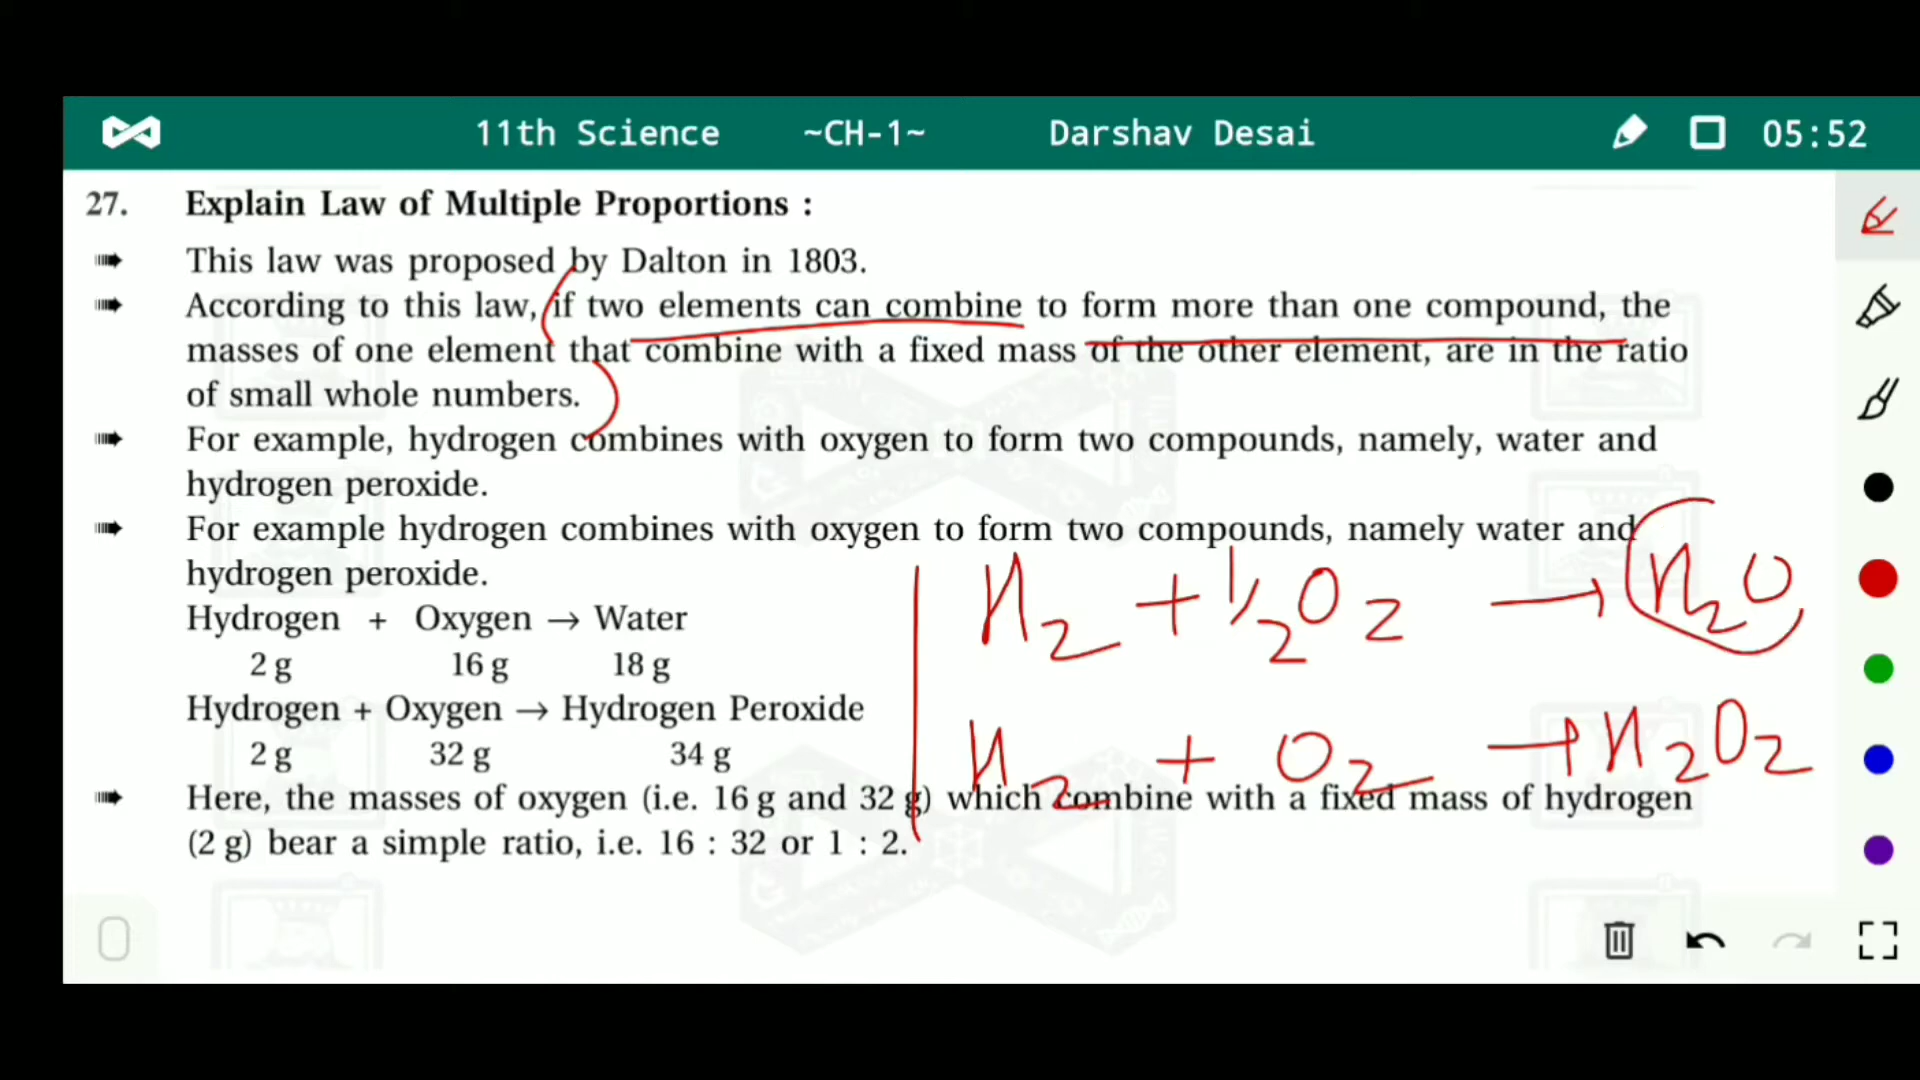 11th Science ~CH-1~ Darshav Desai 05:52
27. Explain Law of Multiple Proportions :
This law was proposed by Dalton in 1803.
According to this law, if two elements can combine to form more than one compound, the
masses of one element that combine with a fixed mass of the other element, are in the ratio
of small whole numbers.
For example, hydrogen combines with oxygen to form two compounds, namely, water and
hydrogen peroxide.
For example hydrogen combines with oxygen to form two compounds, namely water and
hydrogen peroxide.
Hydrogen + Oxygen → Water
2 g 16 g 18 g
Hydrogen + Oxygen → Hydrogen Peroxide
2 g 32 g 34 g
H2 + 1/2 O2 → H2O
H2 + O2 → H2O2
Here, the masses of oxygen (i.e. 16 g and 32 g) which combine with a fixed mass of hydrogen
(2 g) bear a simple ratio, i.e. 16 : 32 or 1 : 2.